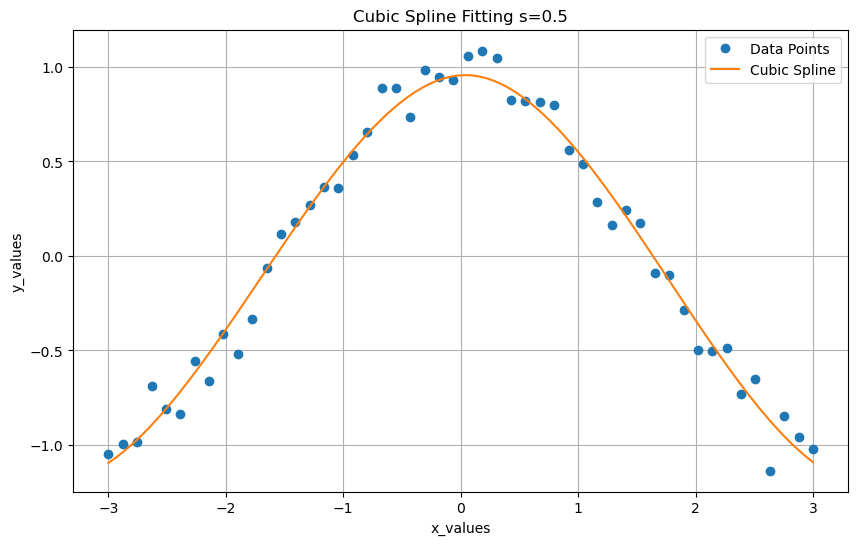 Cubic Spline Fitting s=0.5
Data Points
Cubic Spline
1.0
0.5
0.0
−0.5
−1.0
y_values
−3
−2
−1
0
1
2
3
x_values